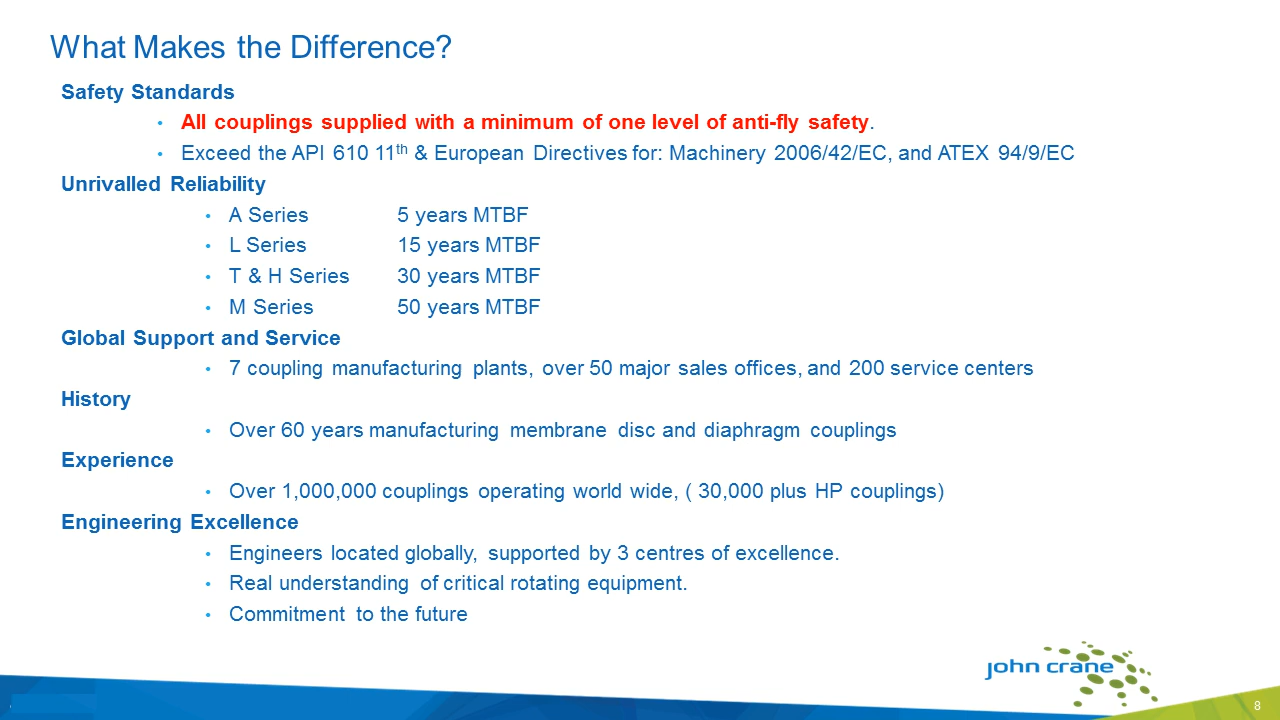 What Makes the Difference?
Safety Standards
• All couplings supplied with a minimum of one level of anti-fly safety.
• Exceed the API 610 11th & European Directives for: Machinery 2006/42/EC, and ATEX 94/9/EC
Unrivalled Reliability
• A Series 5 years MTBF
• L Series 15 years MTBF
• T & H Series 30 years MTBF
• M Series 50 years MTBF
Global Support and Service
• 7 coupling manufacturing plants, over 50 major sales offices, and 200 service centers
History
• Over 60 years manufacturing membrane disc and diaphragm couplings
Experience
• Over 1,000,000 couplings operating world wide, ( 30,000 plus HP couplings)
Engineering Excellence
• Engineers located globally, supported by 3 centres of excellence.
• Real understanding of critical rotating equipment.
• Commitment to the future
john crane
8